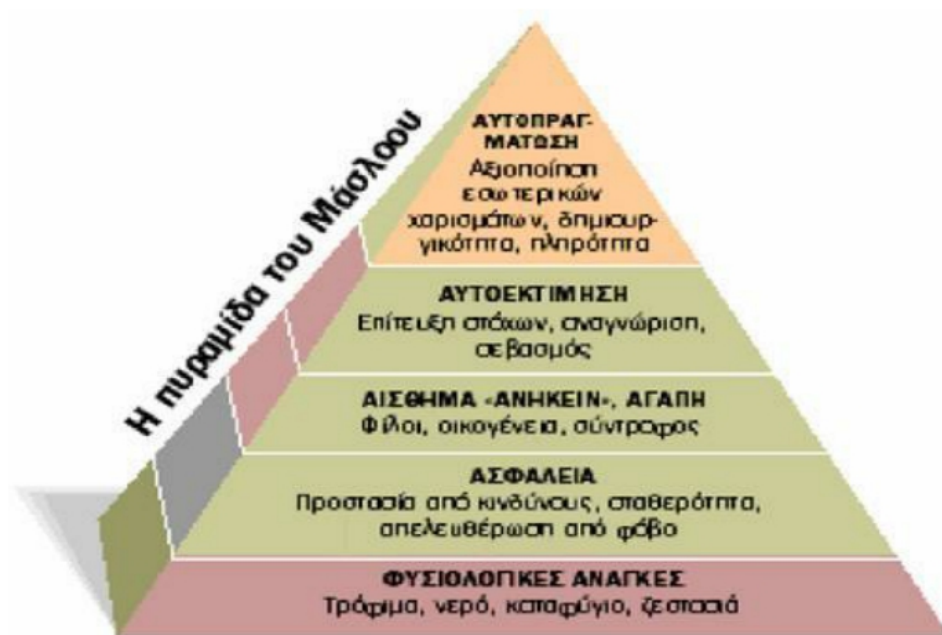 Η πυραμίδα του Μάσλοου
ΑΥΤΟΠΡΑΓ-
ΜΑΤΩΣΗ
Αξιοποίηση
εσωτερικών
χαρισμάτων, δημιουρ-
γικότητα, πληρότητα
ΑΥΤΟΕΚΤΙΜΗΣΗ
Επίτευξη στόχων, αναγνώριση,
σεβασμός
ΑΙΣΘΗΜΑ «ΑΝΗΚΕΙΝ», ΑΓΑΠΗ
Φίλοι, οικογένεια, σύντροφος
ΑΣΦΑΛΕΙΑ
Προστασία από κινδύνους, σταθερότητα,
απελευθέρωση από φόβο
ΦΥΣΙΟΛΟΓΙΚΕΣ ΑΝΑΓΚΕΣ
Τρόφιμα, νερό, καταφύγιο, ζεστασιά